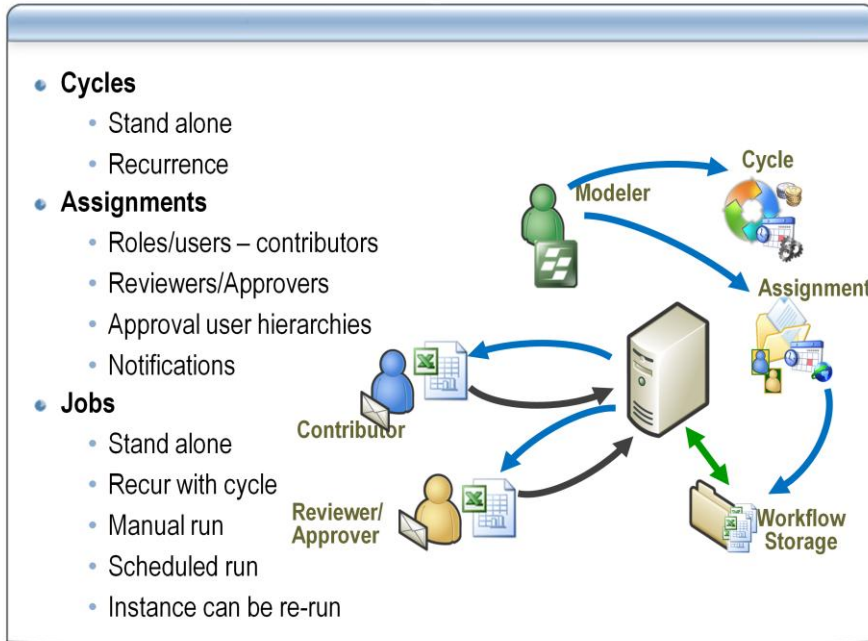 Cycles
Stand alone
Recurrence
Assignments
Roles/users – contributors
Reviewers/Approvers
Approval user hierarchies
Notifications
Jobs
Stand alone
Recur with cycle
Manual run
Scheduled run
Instance can be re-run
Modeler
Cycle
Assignment
Contributor
Reviewer/
Approver
Workflow
Storage